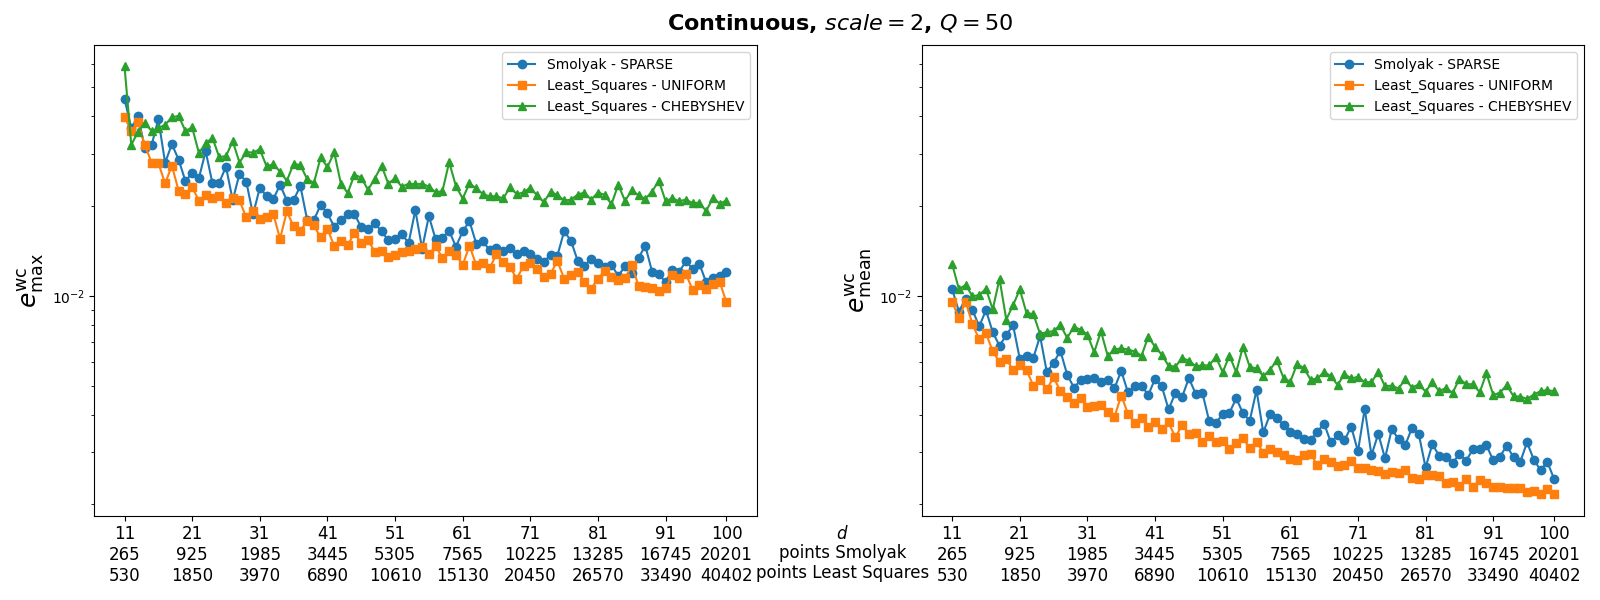 Continuous, scale = 2, Q = 50
Smolyak - SPARSE
Least_Squares - UNIFORM
Least_Squares - CHEBYSHEV
e^wc_max
10⁻²
11 21 31 41 51 61 71 81 91 100
265 925 1985 3445 5305 7565 10225 13285 16745 20201
530 1850 3970 6890 10610 15130 20450 26570 33490 40402
d
points Smolyak
points Least Squares
Smolyak - SPARSE
Least_Squares - UNIFORM
Least_Squares - CHEBYSHEV
e^wc_mean
10⁻²
11 21 31 41 51 61 71 81 91 100
265 925 1985 3445 5305 7565 10225 13285 16745 20201
530 1850 3970 6890 10610 15130 20450 26570 33490 40402